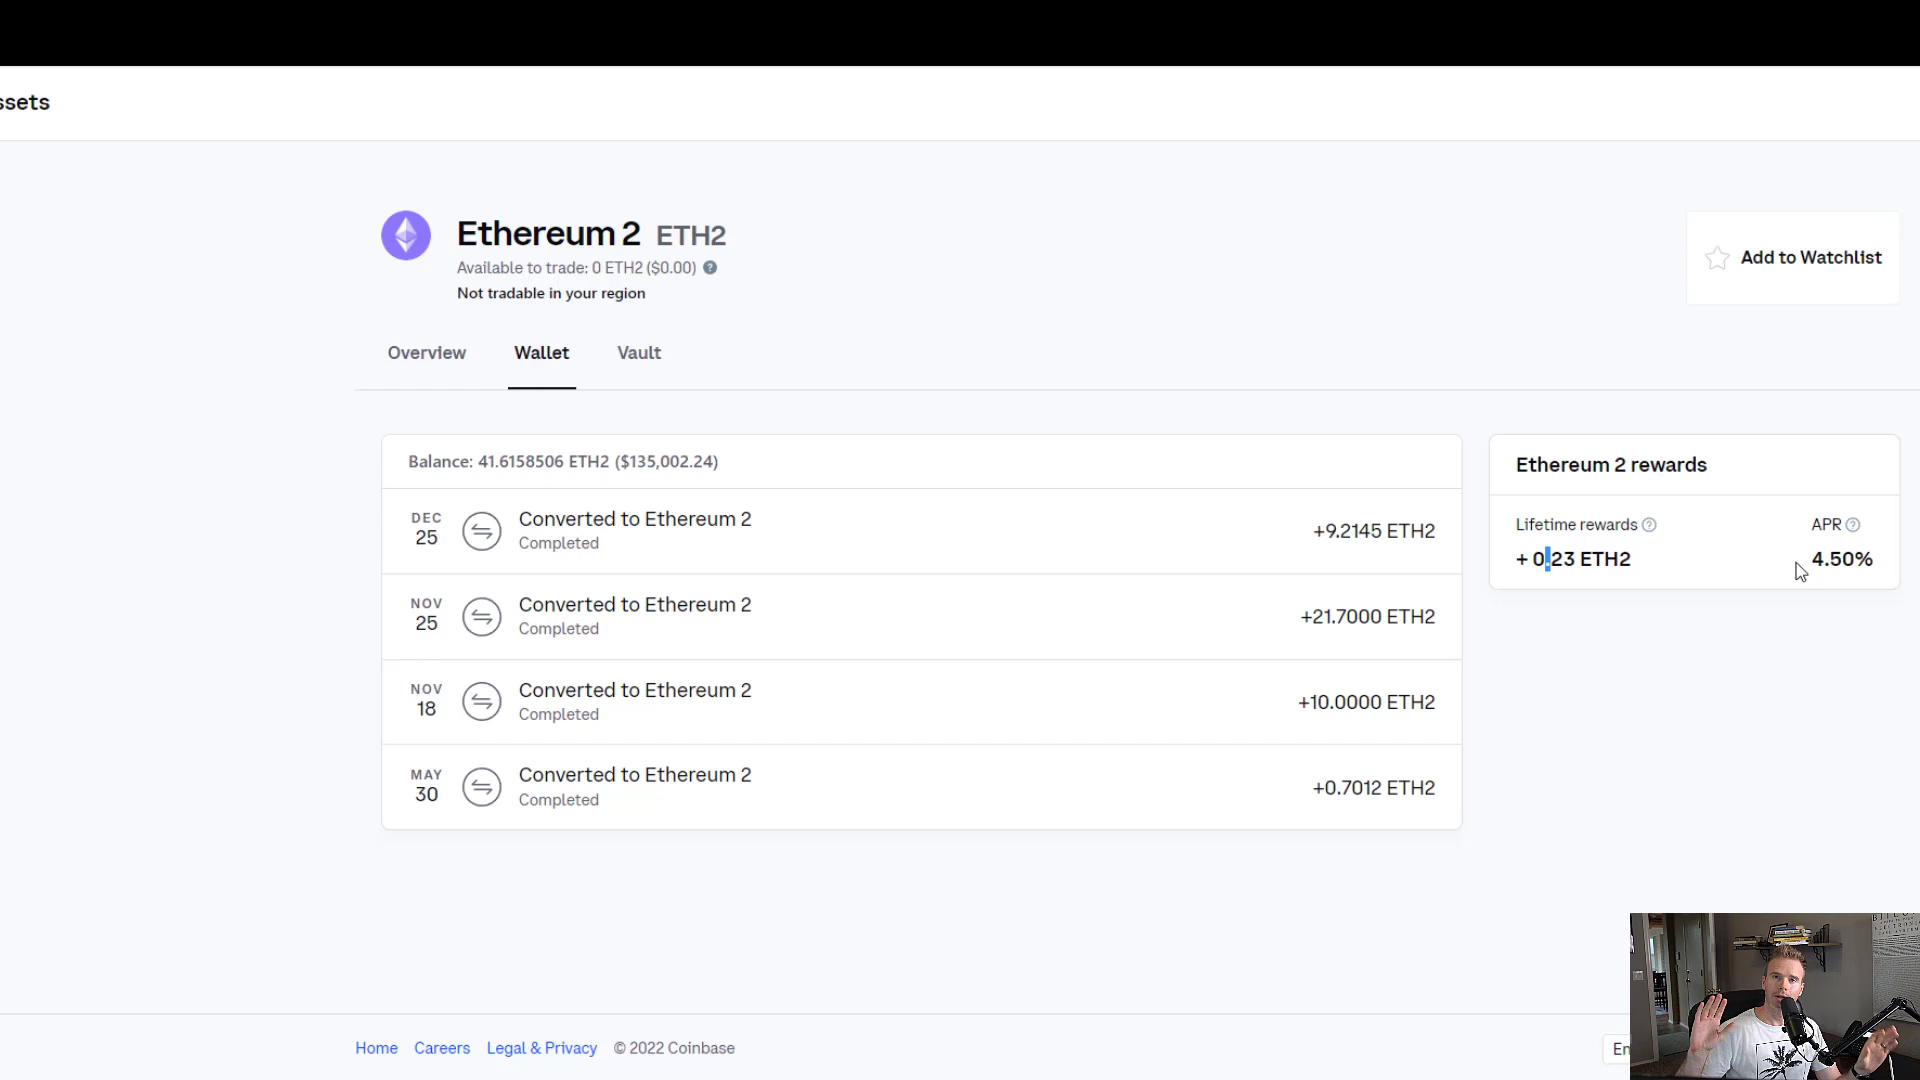 ssets
Ethereum 2 ETH2
Available to trade: 0 ETH2 ($0.00)
Not tradable in your region
Add to Watchlist
Overview Wallet Vault
Balance: 41.6158506 ETH2 ($135,002.24)
DEC
25
Converted to Ethereum 2
Completed
+9.2145 ETH2
NOV
25
Converted to Ethereum 2
Completed
+21.7000 ETH2
NOV
18
Converted to Ethereum 2
Completed
+10.0000 ETH2
MAY
30
Converted to Ethereum 2
Completed
+0.7012 ETH2
Ethereum 2 rewards
Lifetime rewards APR
+ 0.23 ETH2 4.50%
Home Careers Legal & Privacy © 2022 Coinbase
En